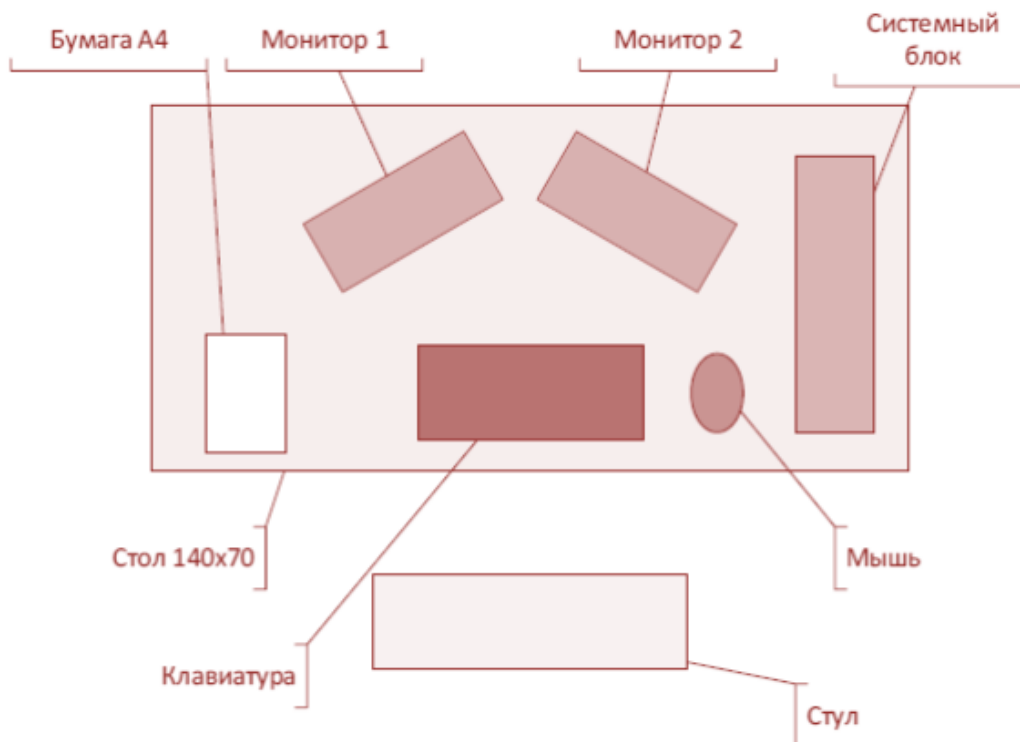 Бумага А4
Монитор 1
Монитор 2
Системный
блок
Стол 140х70
Мышь
Клавиатура
Стул